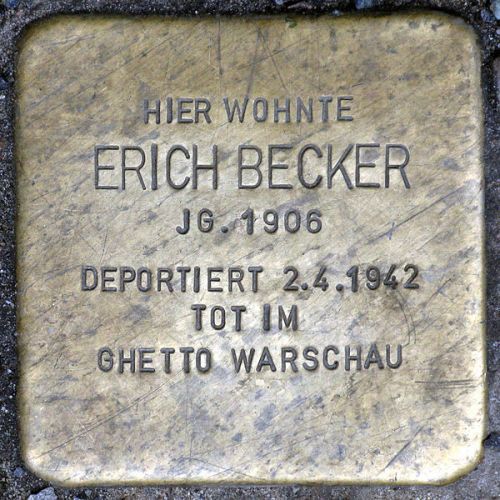 HIER WOHNTE
ERICH BECKER
JG. 1906
DEPORTIERT 2.4.1942
TOT IM
GHETTO WARSCHAU